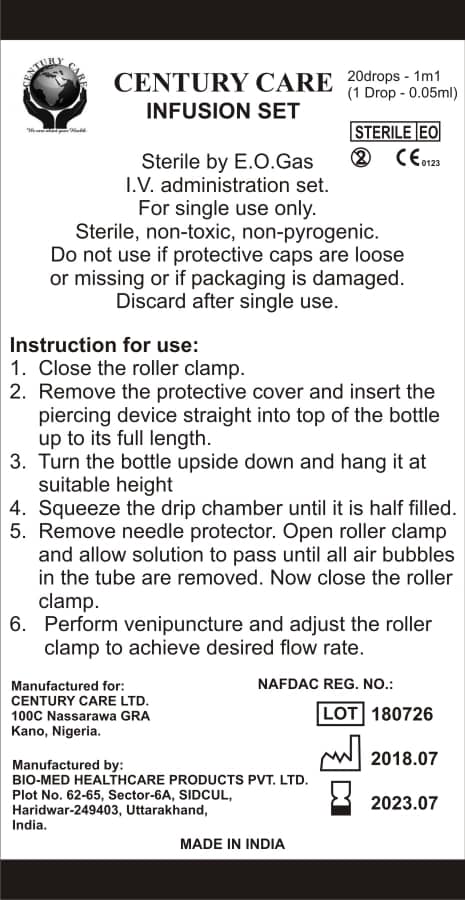 CENTURY CARE
CENTURY CARE
INFUSION SET
20drops - 1m1
(1 Drop - 0.05ml)
STERILE EO
2
CE 0123
Sterile by E.O.Gas
I.V. administration set.
For single use only.
Sterile, non-toxic, non-pyrogenic.
Do not use if protective caps are loose
or missing or if packaging is damaged.
Discard after single use.
Instruction for use:
1. Close the roller clamp.
2. Remove the protective cover and insert the
piercing device straight into top of the bottle
up to its full length.
3. Turn the bottle upside down and hang it at
suitable height
4. Squeeze the drip chamber until it is half filled.
5. Remove needle protector. Open roller clamp
and allow solution to pass until all air bubbles
in the tube are removed. Now close the roller
clamp.
6. Perform venipuncture and adjust the roller
clamp to achieve desired flow rate.
Manufactured for:
CENTURY CARE LTD.
100C Nassarawa GRA
Kano, Nigeria.
Manufactured by:
BIO-MED HEALTHCARE PRODUCTS PVT. LTD.
Plot No. 62-65, Sector-6A, SIDCUL,
Haridwar-249403, Uttarakhand,
India.
NAFDAC REG. NO.:
LOT 180726
2018.07
2023.07
MADE IN INDIA